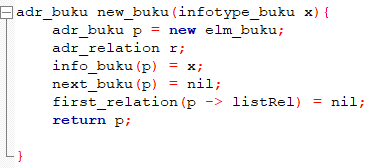 adr_buku new_buku(infotype_buku x){
    adr_buku p = new elm_buku;
    adr_relation r;
    info_buku(p) = x;
    next_buku(p) = nil;
    first_relation(p -> listRel) = nil;
    return p;
}